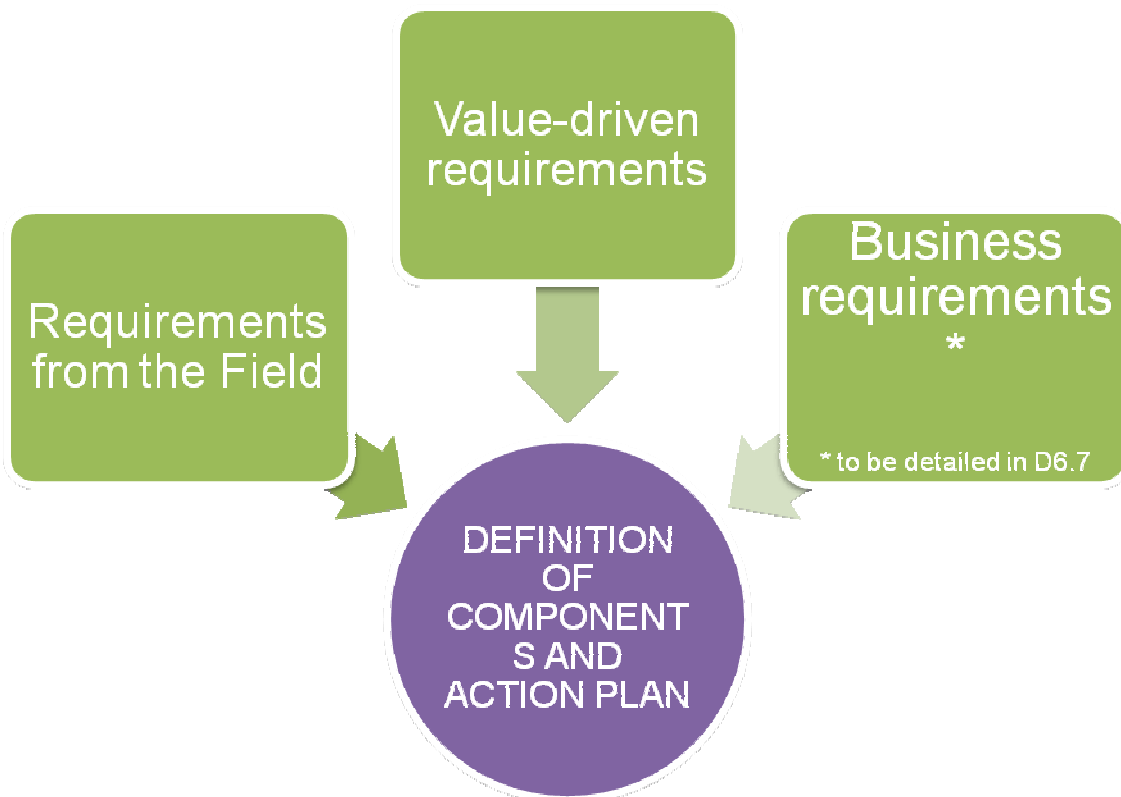 Value-driven
requirements
Requirements
from the Field
Business
requirements
*
* to be detailed in D6.7
DEFINITION
OF
COMPONENT
S AND
ACTION PLAN